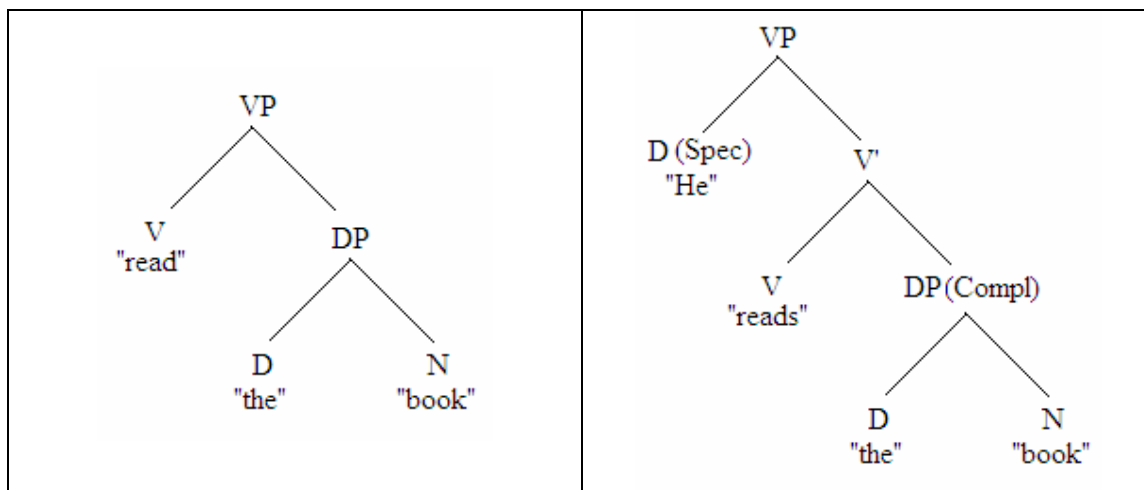 VP
V
"read"
DP
D
"the"
N
"book"
VP
D (Spec)
"He"
V'
V
"reads"
DP (Compl)
D
"the"
N
"book"